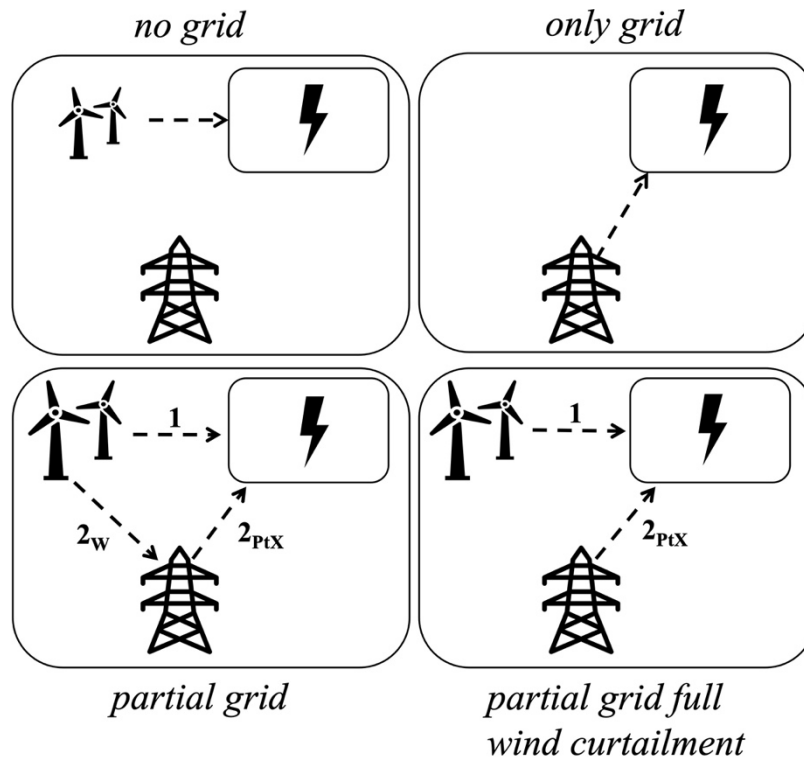 no grid
only grid
1
2W
2PtX
1
2PtX
partial grid
partial grid full
wind curtailment